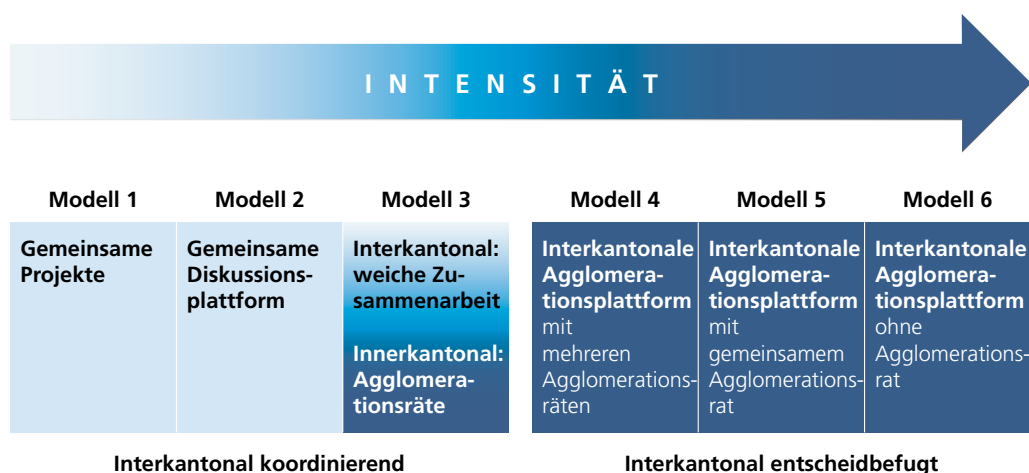 INTENSITÄT
Modell 1
Modell 2
Modell 3
Modell 4
Modell 5
Modell 6
Gemeinsame
Projekte
Gemeinsame
Diskussions-
plattform
Interkantonal:
weiche Zu-
sammenarbeit
Innerkantonal:
Agglomera-
tionsräte
Interkantonale
Agglomera-
tionsplattform
mit
mehreren
Agglomerations-
räten
Interkantonale
Agglomera-
tionsplattform
mit
gemeinsamem
Agglomerations-
rat
Interkantonale
Agglomera-
tionsplattform
ohne
Agglomerations-
rat
Interkantonal koordinierend
Interkantonal entscheidbefugt